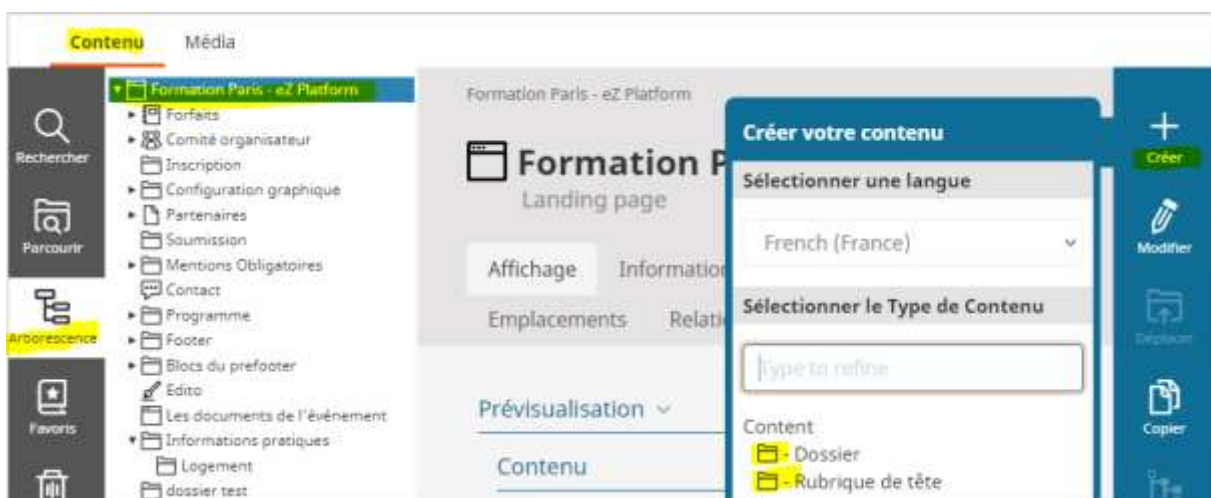 Contenu Média
Rechercher
Parcourir
Arborescence
Favoris
Formation Paris - eZ Platform
Forfaits
Comité organisateur
Inscription
Configuration graphique
Partenaires
Soumission
Mentions Obligatoires
Contact
Programme
Footer
Blocs du prefooter
Edito
Les documents de l'événement
Informations pratiques
Logement
dossier test
Formation Paris - eZ Platform
Formation P
Landing page
Affichage Information
Emplacements Relati
Prévisualisation
Contenu
Créer votre contenu
Sélectionner une langue
French (France)
Sélectionner le Type de Contenu
Type to refine
Content
- Dossier
- Rubrique de tête
Créer
Modifier
Déplacer
Copier